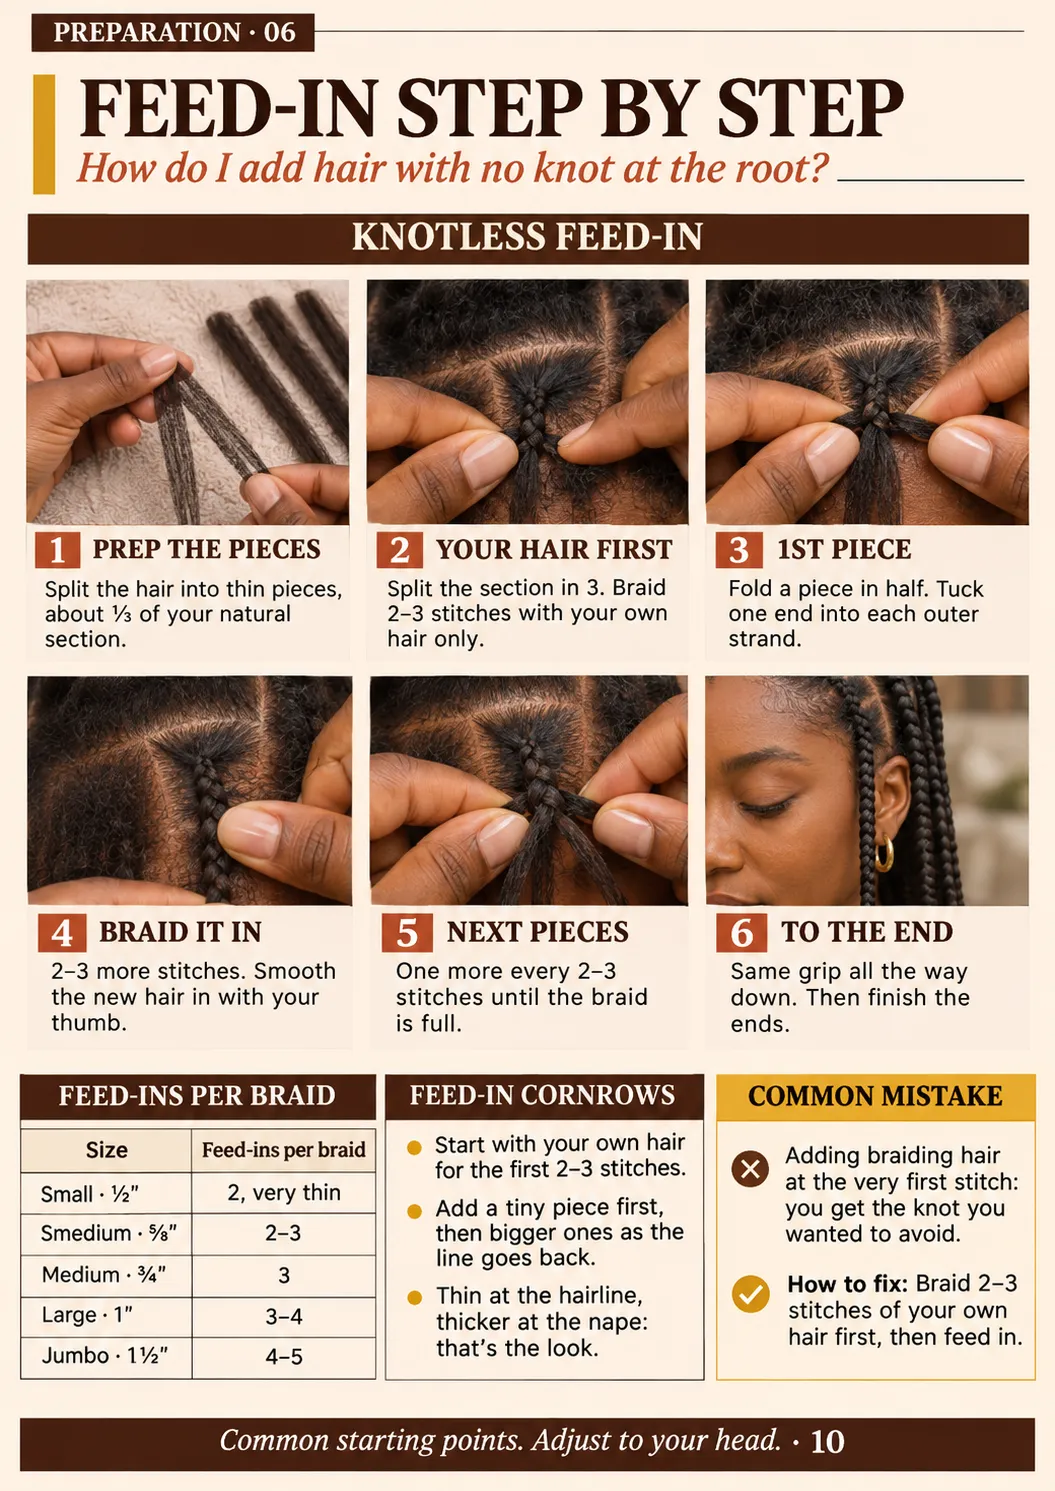 PREPARATION · 06
FEED-IN STEP BY STEP
How do I add hair with no knot at the root?
KNOTLESS FEED-IN
1 PREP THE PIECES
Split the hair into thin pieces,
about ⅓ of your natural
section.
2 YOUR HAIR FIRST
Split the section in 3. Braid
2–3 stitches with your own
hair only.
3 1ST PIECE
Fold a piece in half. Tuck
one end into each outer
strand.
4 BRAID IT IN
2–3 more stitches. Smooth
the new hair in with your
thumb.
5 NEXT PIECES
One more every 2–3
stitches until the braid
is full.
6 TO THE END
Same grip all the way
down. Then finish the
ends.
FEED-INS PER BRAID
Size Feed-ins per braid
Small · ½" 2, very thin
Smedium · ⅝" 2–3
Medium · ¾" 3
Large · 1" 3–4
Jumbo · 1½" 4–5
FEED-IN CORNROWS
Start with your own hair
for the first 2–3 stitches.
Add a tiny piece first,
then bigger ones as the
line goes back.
Thin at the hairline,
thicker at the nape:
that's the look.
COMMON MISTAKE
Adding braiding hair
at the very first stitch:
you get the knot you
wanted to avoid.
How to fix: Braid 2–3
stitches of your own
hair first, then feed in.
Common starting points. Adjust to your head. · 10